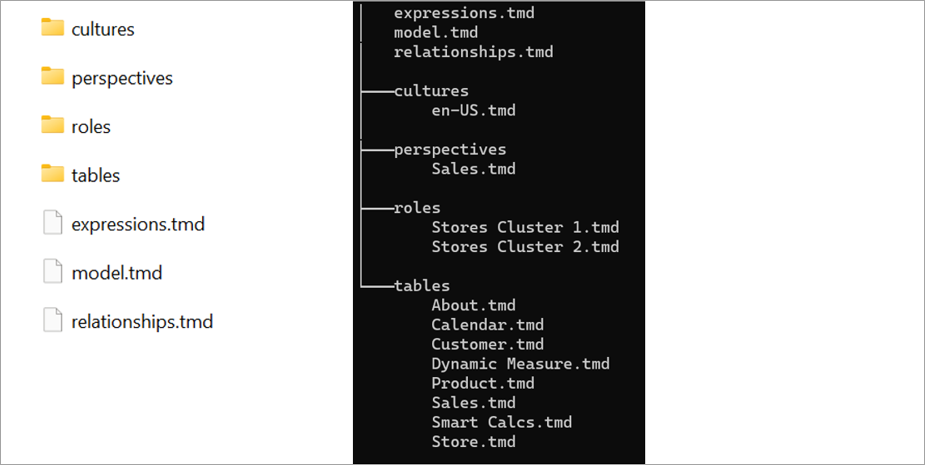 cultures
perspectives
roles
tables
expressions.tmd
model.tmd
relationships.tmd
expressions.tmd
model.tmd
relationships.tmd
cultures
en-US.tmd
perspectives
Sales.tmd
roles
Stores Cluster 1.tmd
Stores Cluster 2.tmd
tables
About.tmd
Calendar.tmd
Customer.tmd
Dynamic Measure.tmd
Product.tmd
Sales.tmd
Smart Calcs.tmd
Store.tmd